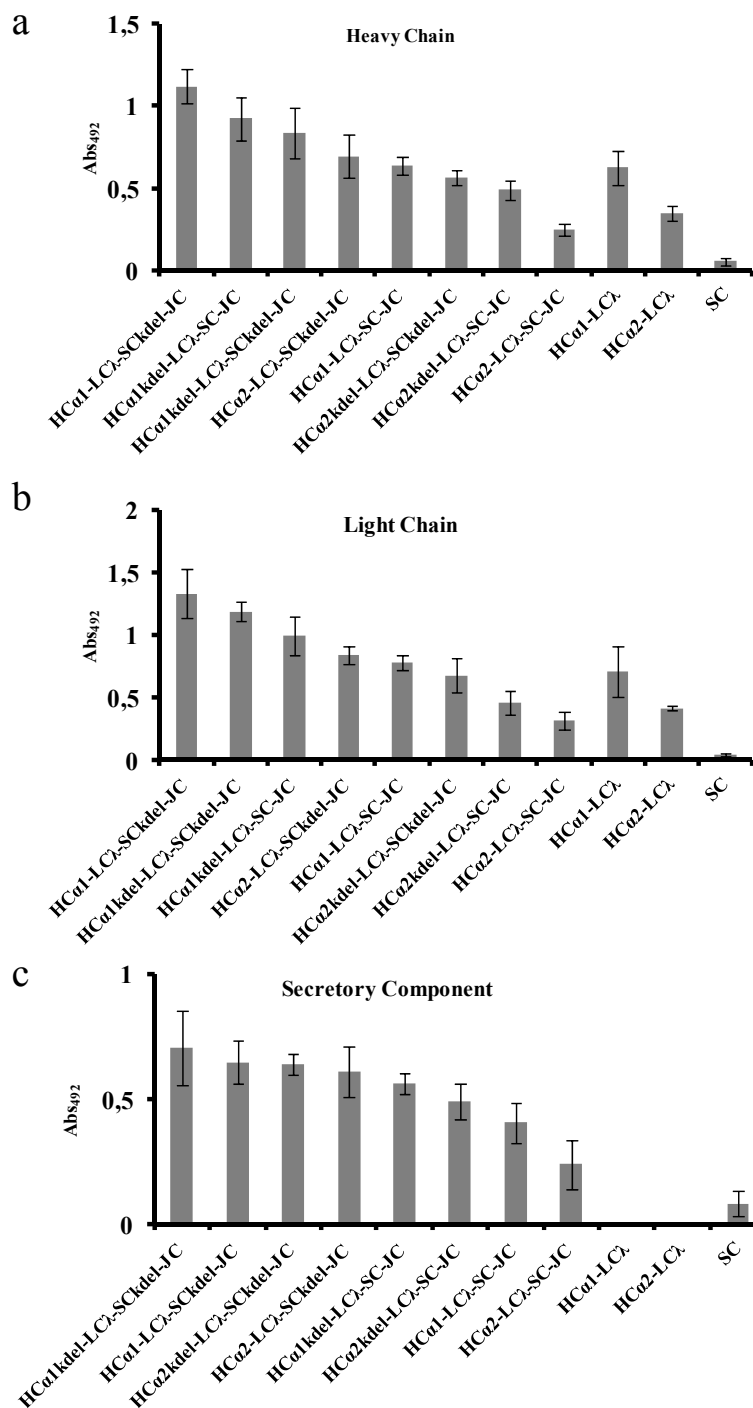 a
Heavy Chain
1,5
1
0,5
0
Abs492
HCα1-LCλ-SCkdel-JC
HCα1kdel-LCλ-SC-JC
HCα1kdel-LCλ-SCkdel-JC
HCα2-LCλ-SCkdel-JC
HCα1-LCλ-SC-JC
HCα2kdel-LCλ-SCkdel-JC
HCα2kdel-LCλ-SC-JC
HCα2-LCλ-SC-JC
HCα1-LCλ
HCα2-LCλ
SC
b
Light Chain
2
1,5
1
0,5
0
Abs492
HCα1-LCλ-SCkdel-JC
HCα1kdel-LCλ-SCkdel-JC
HCα1kdel-LCλ-SC-JC
HCα2-LCλ-SCkdel-JC
HCα1-LCλ-SC-JC
HCα2kdel-LCλ-SCkdel-JC
HCα2kdel-LCλ-SC-JC
HCα2-LCλ-SC-JC
HCα1-LCλ
HCα2-LCλ
SC
c
Secretory Component
1
0,5
0
Abs492
HCα1kdel-LCλ-SCkdel-JC
HCα1-LCλ-SCkdel-JC
HCα2kdel-LCλ-SCkdel-JC
HCα2-LCλ-SCkdel-JC
HCα1kdel-LCλ-SC-JC
HCα2kdel-LCλ-SC-JC
HCα1-LCλ-SC-JC
HCα2-LCλ-SC-JC
HCα1-LCλ
HCα2-LCλ
SC